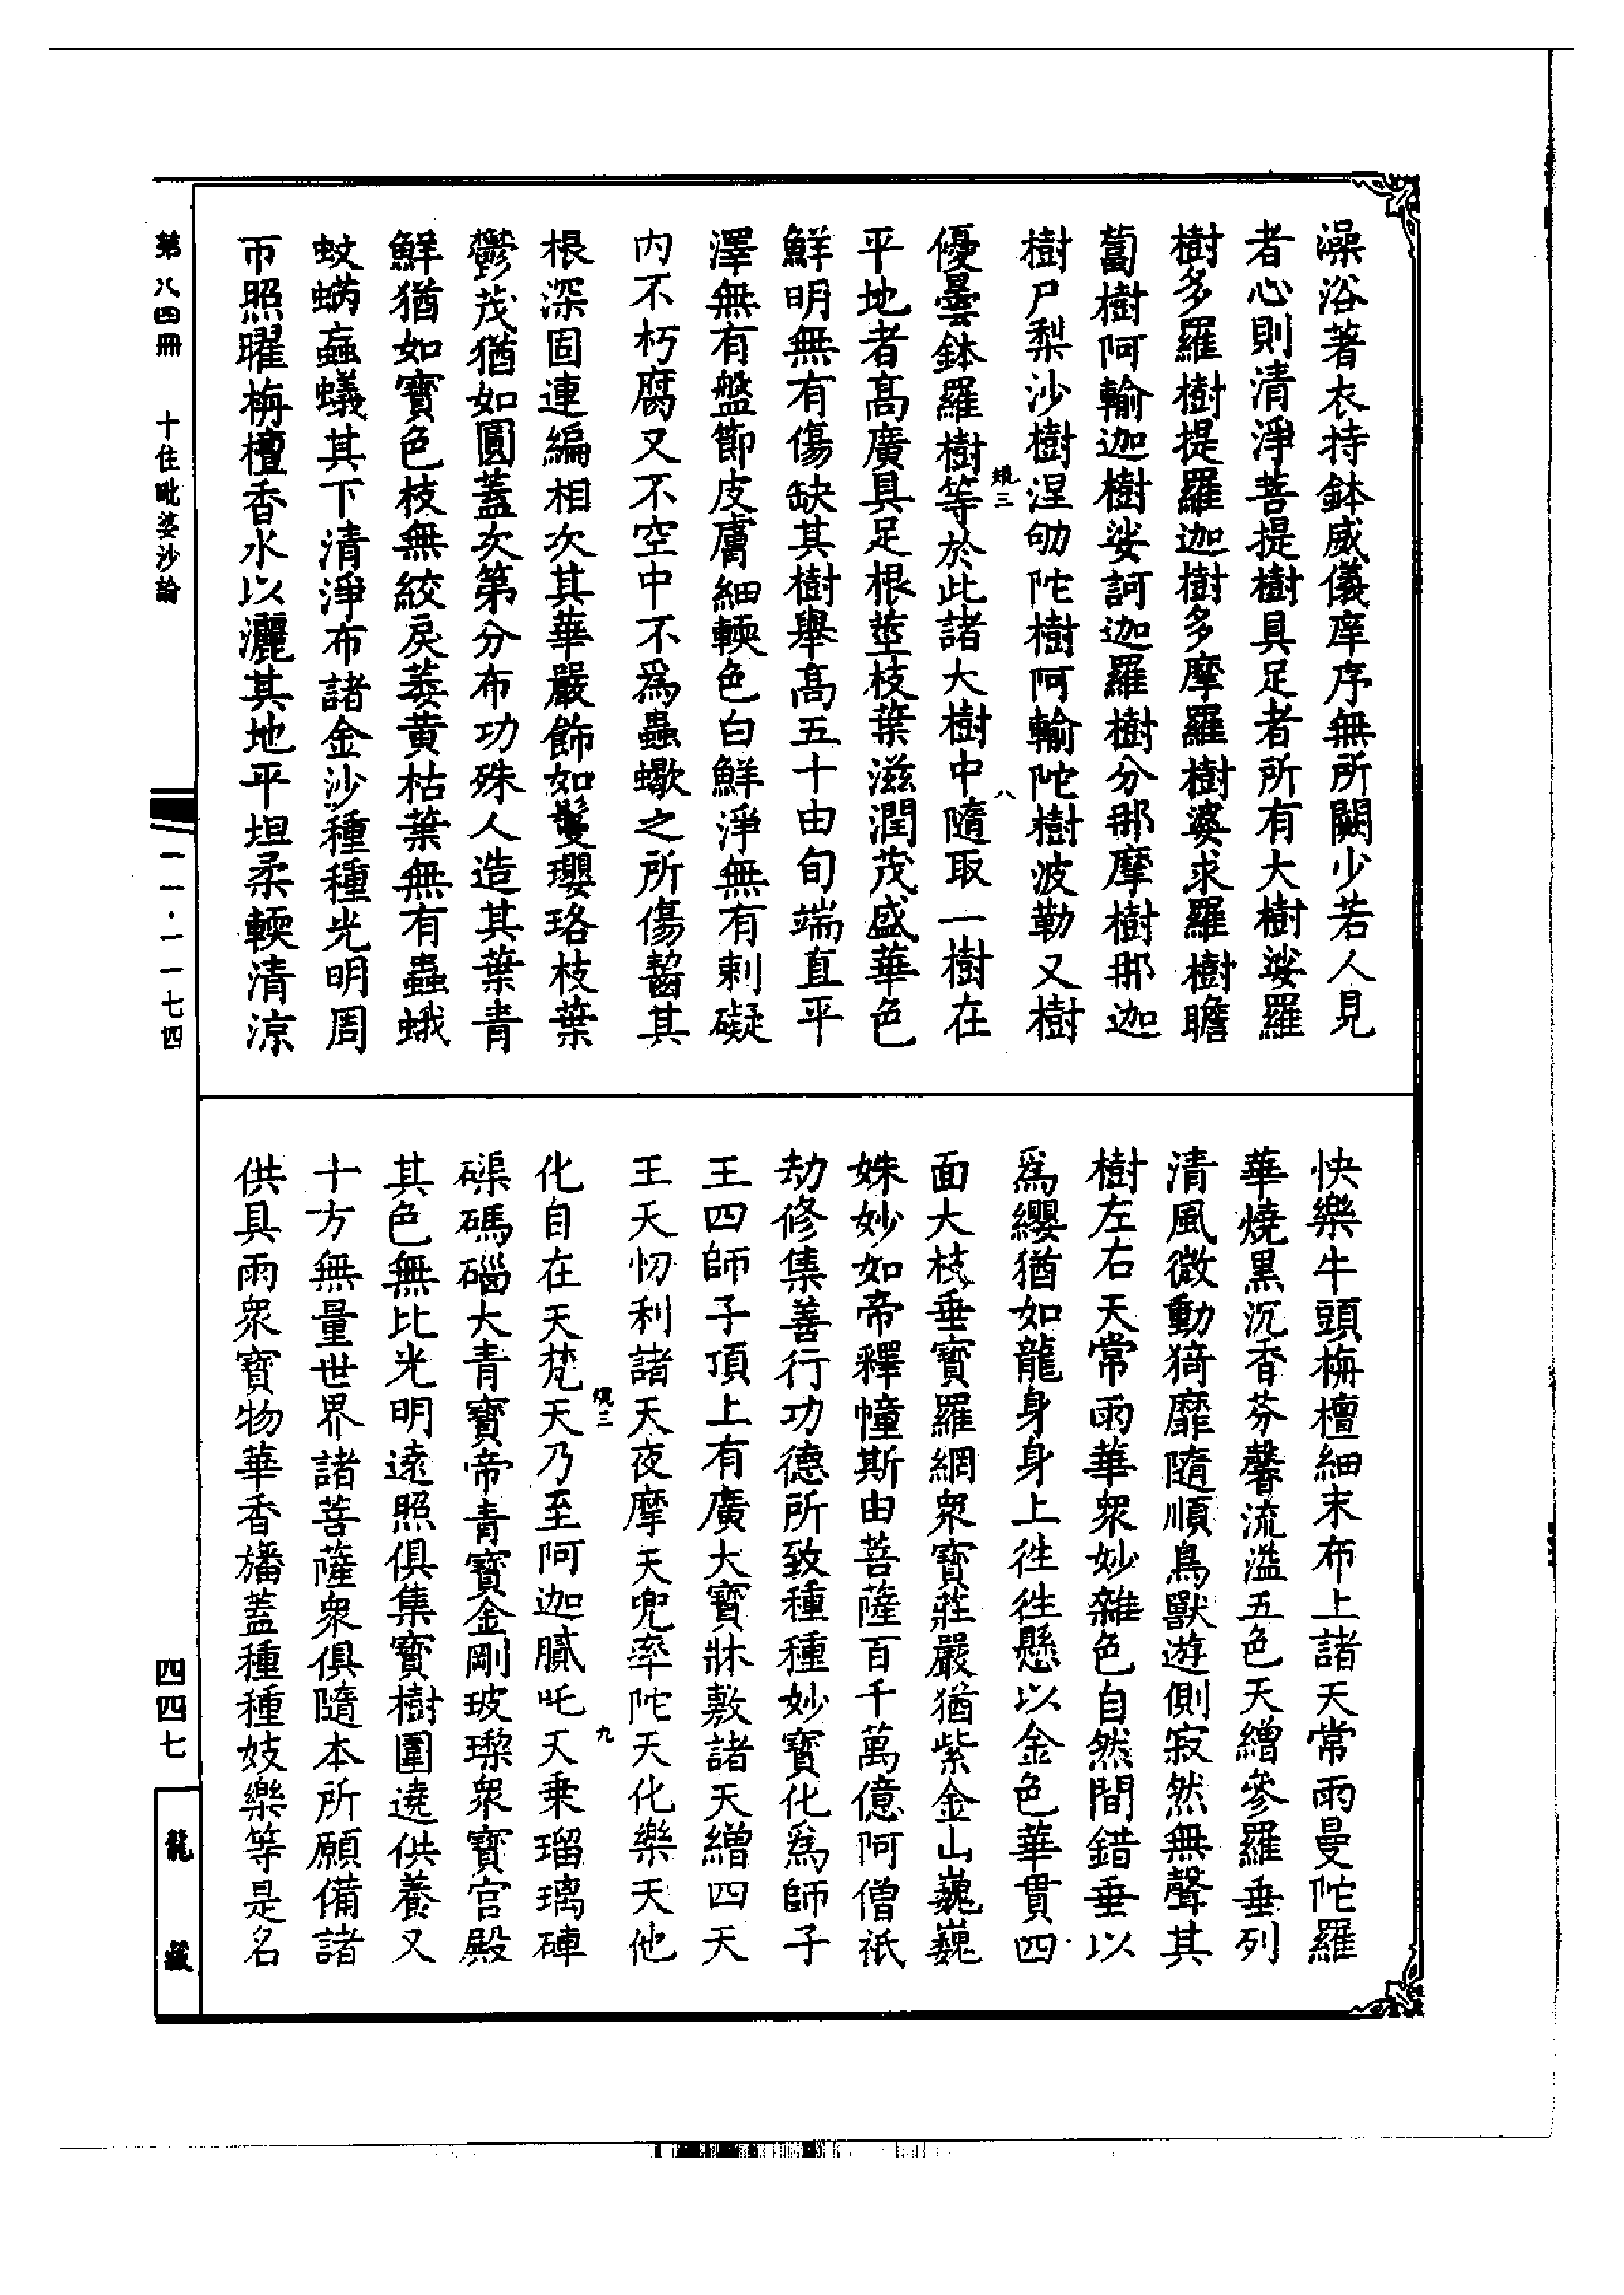 澡浴著衣持鉢威儀庠序無所闕少若人見
者心則清淨菩提樹具足者所有大樹娑羅
樹多羅樹提羅迦樹多摩羅樹婆求羅樹瞻
蔔樹阿輸迦樹娑訶迦羅樹分那摩樹那迦
樹尸梨沙樹涅劬陀樹阿輸陀樹波勒叉樹
優曇鉢羅樹等於此諸大樹中隨取一樹在
平地者高廣具足根莖枝葉滋潤茂盛華色
鮮明無有傷缺其樹舉高五十由旬端直平
澤無有盤節皮膚細輭色白鮮淨無有刺礙
內不朽腐又不空中不為蟲蠍之所傷齧其
根深固連編相次其華嚴飾如鬘瓔珞枝葉
鬱茂猶如圓蓋次第分布功殊人造其葉青
鮮猶如寶色枝無絞戾萎黃枯葉無有蟲蛾
蚊螨蝱蟻其下清淨布諸金沙種種光明周
帀照曜栴檀香水以灑其地平坦柔輭清涼
快樂牛頭栴檀細末布上諸天常雨曼陀羅
華燒黑沉香芬馨流溢五色天繒參羅垂列
清風微動猗靡隨順鳥獸遊側寂然無聲其
樹左右天常雨華眾妙雜色自然間錯垂以
為纓猶如龍身身上往往懸以金色華貫四
面大枝垂寶羅網眾寶莊嚴猶紫金山巍巍
姝妙如帝釋幢斯由菩薩百千萬億阿僧祇
劫修集善行功德所致種種妙寶化為師子
王四師子頂上有廣大寶牀敷諸天繒四天
王天忉利諸天夜摩天兜率陀天化樂天他
化自在天梵天乃至阿迦膩吒天乘瑠璃硨
磲碼碯大青寶帝青寶金剛玻瓈眾寶宮殿
其色無比光明遠照俱集寶樹圍遶供養又
十方無量世界諸菩薩眾俱隨本所願備諸
供具雨眾寶物華香旛蓋種種妓樂等是名
第八四冊 十住毗婆沙論
一一·一一七四
四四七
龍藏